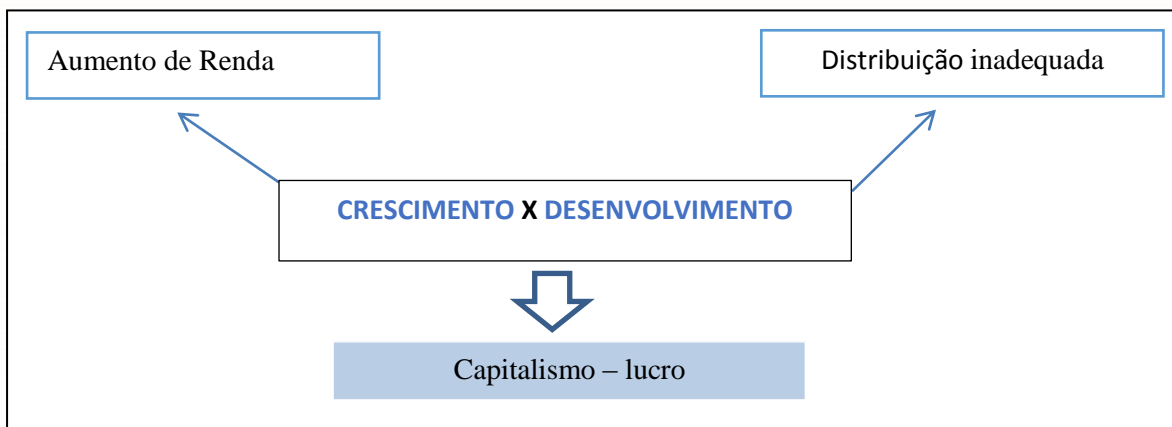 Aumento de Renda
Distribuição inadequada
CRESCIMENTO X DESENVOLVIMENTO
Capitalismo – lucro